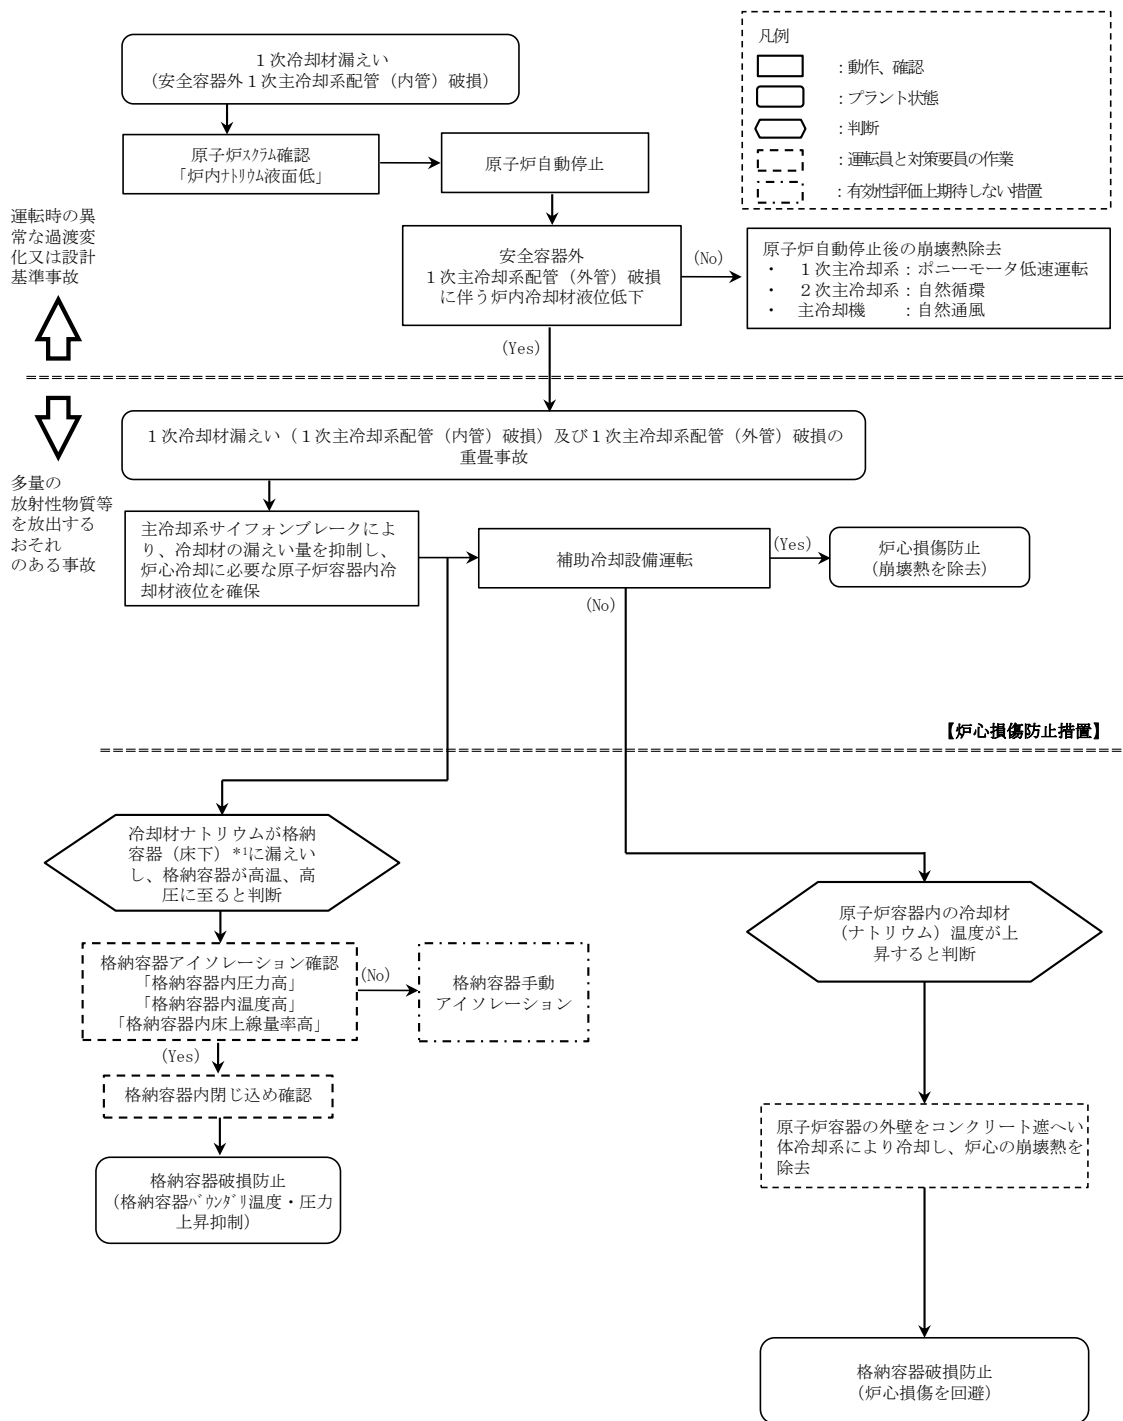 凡例
：動作、確認
：プラント状態
：判断
：運転員と対策要員の作業
：有効性評価上期待しない措置
１次冷却材漏えい
（安全容器外１次主冷却系配管（内管）破損）
原子炉ｽｸﾗﾑ確認
「炉内ﾅﾄﾘｳﾑ液面低」
原子炉自動停止
運転時の異
常な過渡変
化又は設計
基準事故
安全容器外
１次主冷却系配管（外管）破損
に伴う炉内冷却材液位低下
(No)
原子炉自動停止後の崩壊熱除去
・　１次主冷却系：ポニーモータ低速運転
・　２次主冷却系：自然循環
・　主冷却機　　：自然通風
(Yes)
１次冷却材漏えい（１次主冷却系配管（内管）破損）及び１次主冷却系配管（外管）破損の
重畳事故
多量の
放射性物質等
を放出する
おそれ
のある事故
主冷却系サイフォンブレークによ
り、冷却材の漏えい量を抑制し、
炉心冷却に必要な原子炉容器内冷
却材液位を確保
補助冷却設備運転
(Yes)
炉心損傷防止
（崩壊熱を除去）
(No)
【炉心損傷防止措置】
冷却材ナトリウムが格納
容器（床下）*1に漏えい
し、格納容器が高温、高
圧に至ると判断
原子炉容器内の冷却材
（ナトリウム）温度が上
昇すると判断
格納容器アイソレーション確認
「格納容器内圧力高」
「格納容器内温度高」
「格納容器内床上線量率高」
(No)
格納容器手動
アイソレーション
(Yes)
格納容器内閉じ込め確認
原子炉容器の外壁をコンクリート遮へい
体冷却系により冷却し、炉心の崩壊熱を
除去
格納容器破損防止
（格納容器ﾊﾞｳﾝﾀﾞﾘ温度・圧力
上昇抑制）
格納容器破損防止
（炉心損傷を回避）